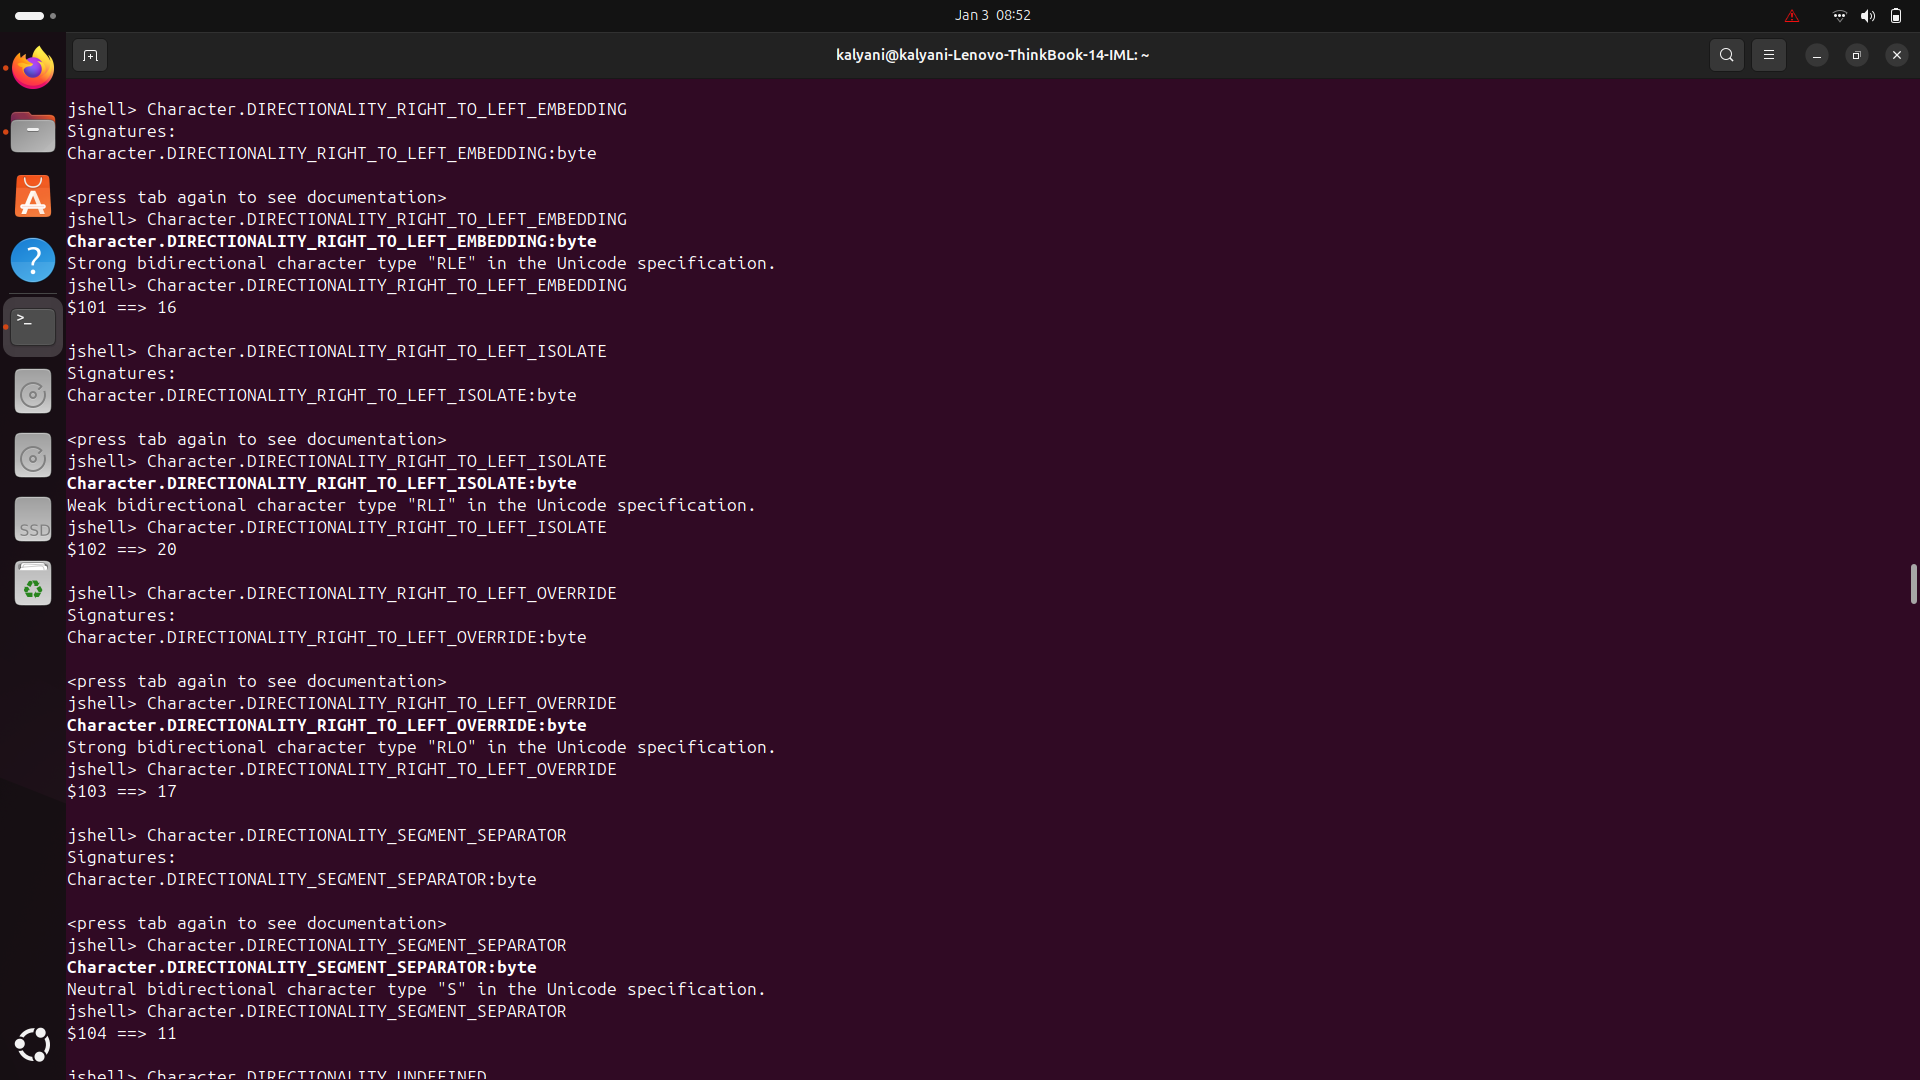 Jan 3 08:52
kalyani@kalyani-Lenovo-ThinkBook-14-IML: ~
jshell> Character.DIRECTIONALITY_RIGHT_TO_LEFT_EMBEDDING
Signatures:
Character.DIRECTIONALITY_RIGHT_TO_LEFT_EMBEDDING:byte
<press tab again to see documentation>
jshell> Character.DIRECTIONALITY_RIGHT_TO_LEFT_EMBEDDING
Character.DIRECTIONALITY_RIGHT_TO_LEFT_EMBEDDING:byte
Strong bidirectional character type "RLE" in the Unicode specification.
jshell> Character.DIRECTIONALITY_RIGHT_TO_LEFT_EMBEDDING
$101 ==> 16
jshell> Character.DIRECTIONALITY_RIGHT_TO_LEFT_ISOLATE
Signatures:
Character.DIRECTIONALITY_RIGHT_TO_LEFT_ISOLATE:byte
<press tab again to see documentation>
jshell> Character.DIRECTIONALITY_RIGHT_TO_LEFT_ISOLATE
Character.DIRECTIONALITY_RIGHT_TO_LEFT_ISOLATE:byte
Weak bidirectional character type "RLI" in the Unicode specification.
jshell> Character.DIRECTIONALITY_RIGHT_TO_LEFT_ISOLATE
$102 ==> 20
jshell> Character.DIRECTIONALITY_RIGHT_TO_LEFT_OVERRIDE
Signatures:
Character.DIRECTIONALITY_RIGHT_TO_LEFT_OVERRIDE:byte
<press tab again to see documentation>
jshell> Character.DIRECTIONALITY_RIGHT_TO_LEFT_OVERRIDE
Character.DIRECTIONALITY_RIGHT_TO_LEFT_OVERRIDE:byte
Strong bidirectional character type "RLO" in the Unicode specification.
jshell> Character.DIRECTIONALITY_RIGHT_TO_LEFT_OVERRIDE
$103 ==> 17
jshell> Character.DIRECTIONALITY_SEGMENT_SEPARATOR
Signatures:
Character.DIRECTIONALITY_SEGMENT_SEPARATOR:byte
<press tab again to see documentation>
jshell> Character.DIRECTIONALITY_SEGMENT_SEPARATOR
Character.DIRECTIONALITY_SEGMENT_SEPARATOR:byte
Neutral bidirectional character type "S" in the Unicode specification.
jshell> Character.DIRECTIONALITY_SEGMENT_SEPARATOR
$104 ==> 11
jshell> Character.DIRECTIONALITY_UNDEFINED
SSD